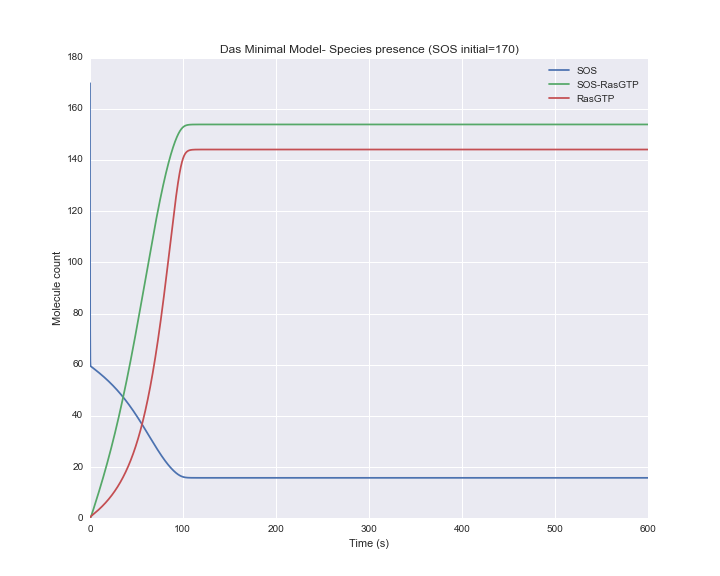 Das Minimal Model- Species presence (SOS initial=170)
SOS
SOS-RasGTP
RasGTP
180
160
140
120
100
80
60
40
20
0
Molecule count
0 100 200 300 400 500 600
Time (s)